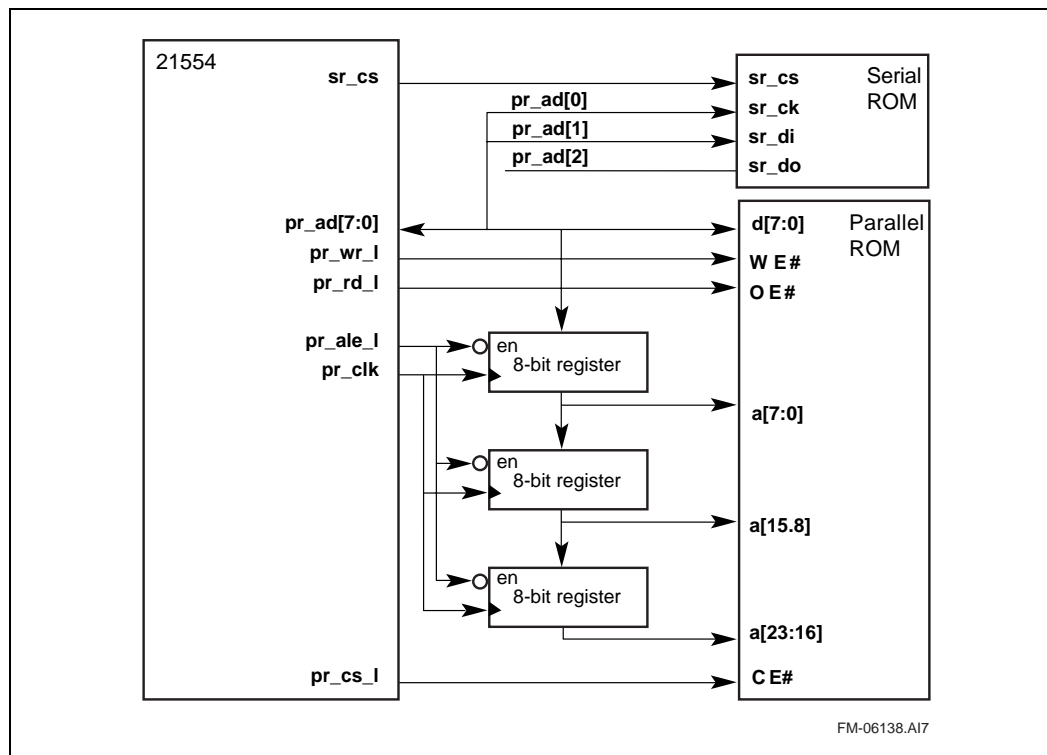 21554
sr_cs
pr_ad[7:0]
pr_wr_l
pr_rd_l
pr_ale_l
pr_clk
pr_cs_l
pr_ad[0]
pr_ad[1]
pr_ad[2]
en
8-bit register
en
8-bit register
en
8-bit register
Serial
ROM
sr_cs
sr_ck
sr_di
sr_do
Parallel
ROM
d[7:0]
W E#
O E#
a[7:0]
a[15.8]
a[23:16]
C E#
FM-06138.AI7